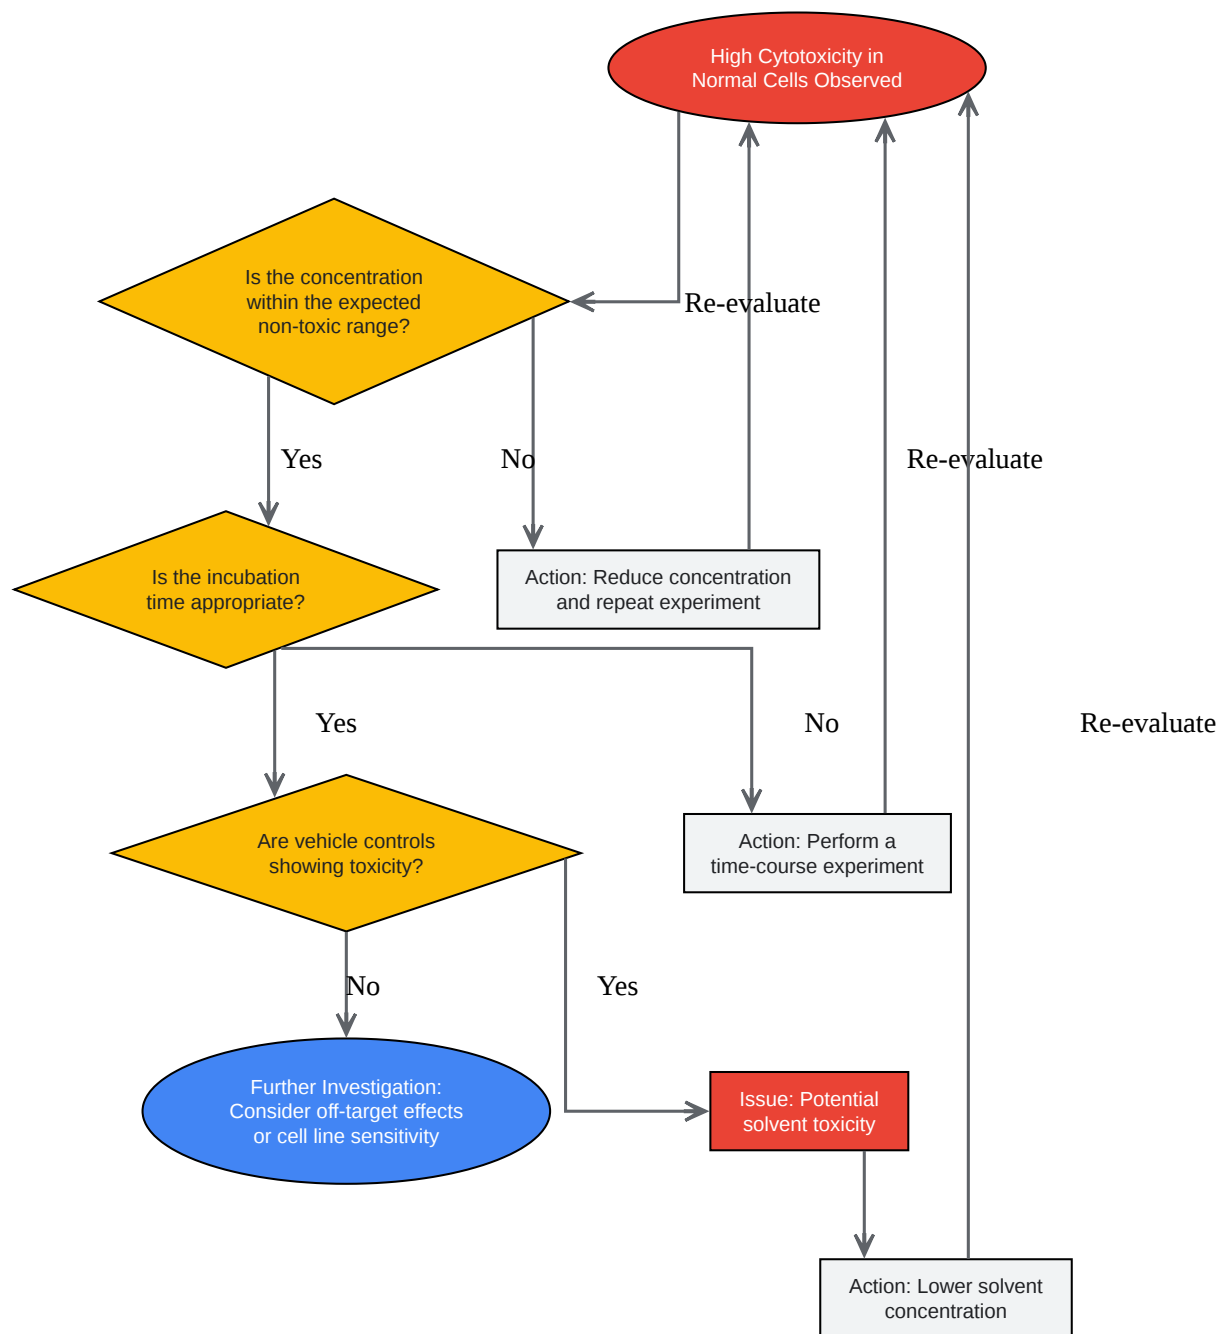 High Cytotoxicity in
Normal Cells Observed
Is the concentration
within the expected
non-toxic range?
Re-evaluate
Yes
No
Re-evaluate
Is the incubation
time appropriate?
Action: Reduce concentration
and repeat experiment
Yes
No
Re-evaluate
Are vehicle controls
showing toxicity?
Action: Perform a
time-course experiment
No
Yes
Further Investigation:
Consider off-target effects
or cell line sensitivity
Issue: Potential
solvent toxicity
Action: Lower solvent
concentration